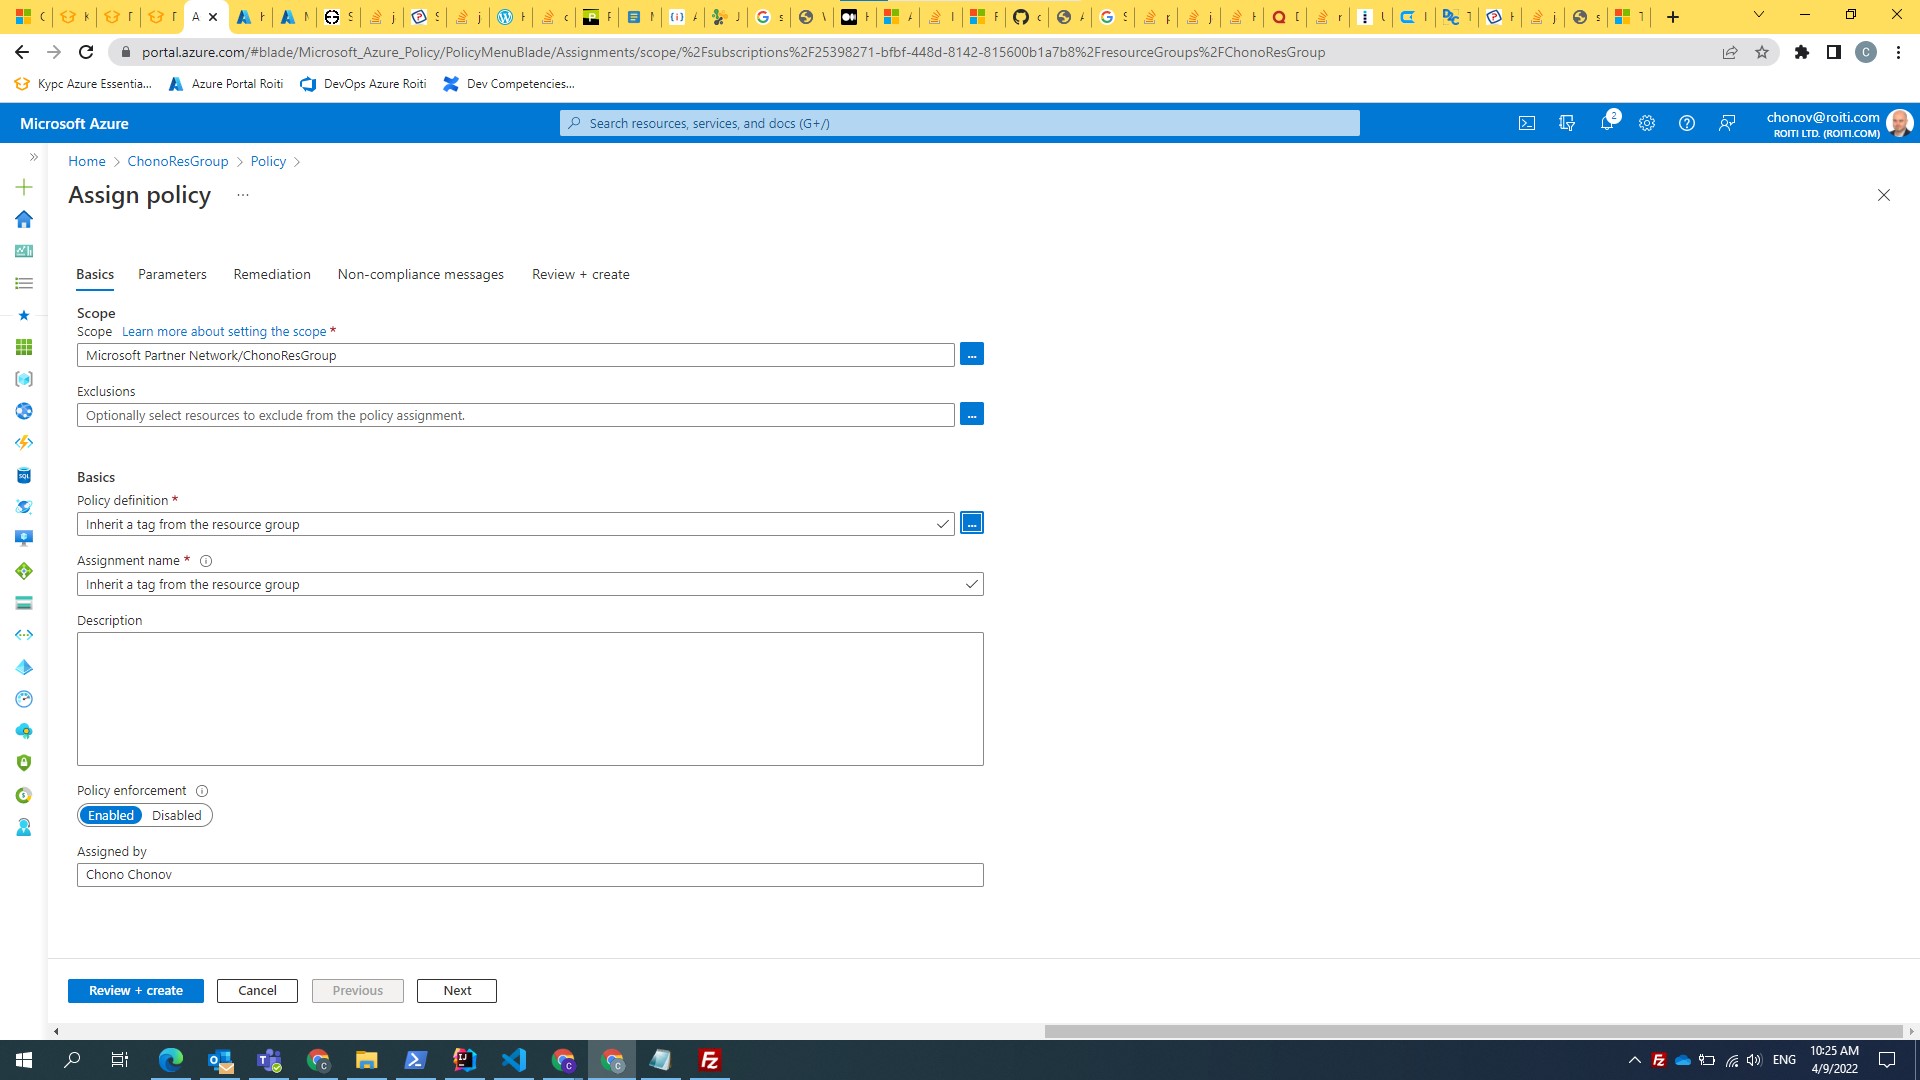 portal.azure.com/#blade/Microsoft_Azure_Policy/PolicyMenuBlade/Assignments/scope/%2Fsubscriptions%2F25398271-bfbf-448d-8142-815600b1a7b8%2FresourceGroups%2FChonoResGroup
Курс Azure Essentia...
Azure Portal Roiti
DevOps Azure Roiti
Dev Competencies...
Microsoft Azure
Search resources, services, and docs (G+/)
2
chonov@roiti.com
ROITI LTD. (ROITI.COM)
Home > ChonoResGroup > Policy >
Assign policy ...
Basics
Parameters
Remediation
Non-compliance messages
Review + create
Scope
Scope Learn more about setting the scope *
Microsoft Partner Network/ChonoResGroup
...
Exclusions
Optionally select resources to exclude from the policy assignment.
...
Basics
Policy definition *
Inherit a tag from the resource group
...
Assignment name *
Inherit a tag from the resource group
Description
Policy enforcement
Enabled Disabled
Assigned by
Chono Chonov
Review + create
Cancel
Previous
Next
ENG
10:25 AM
4/9/2022